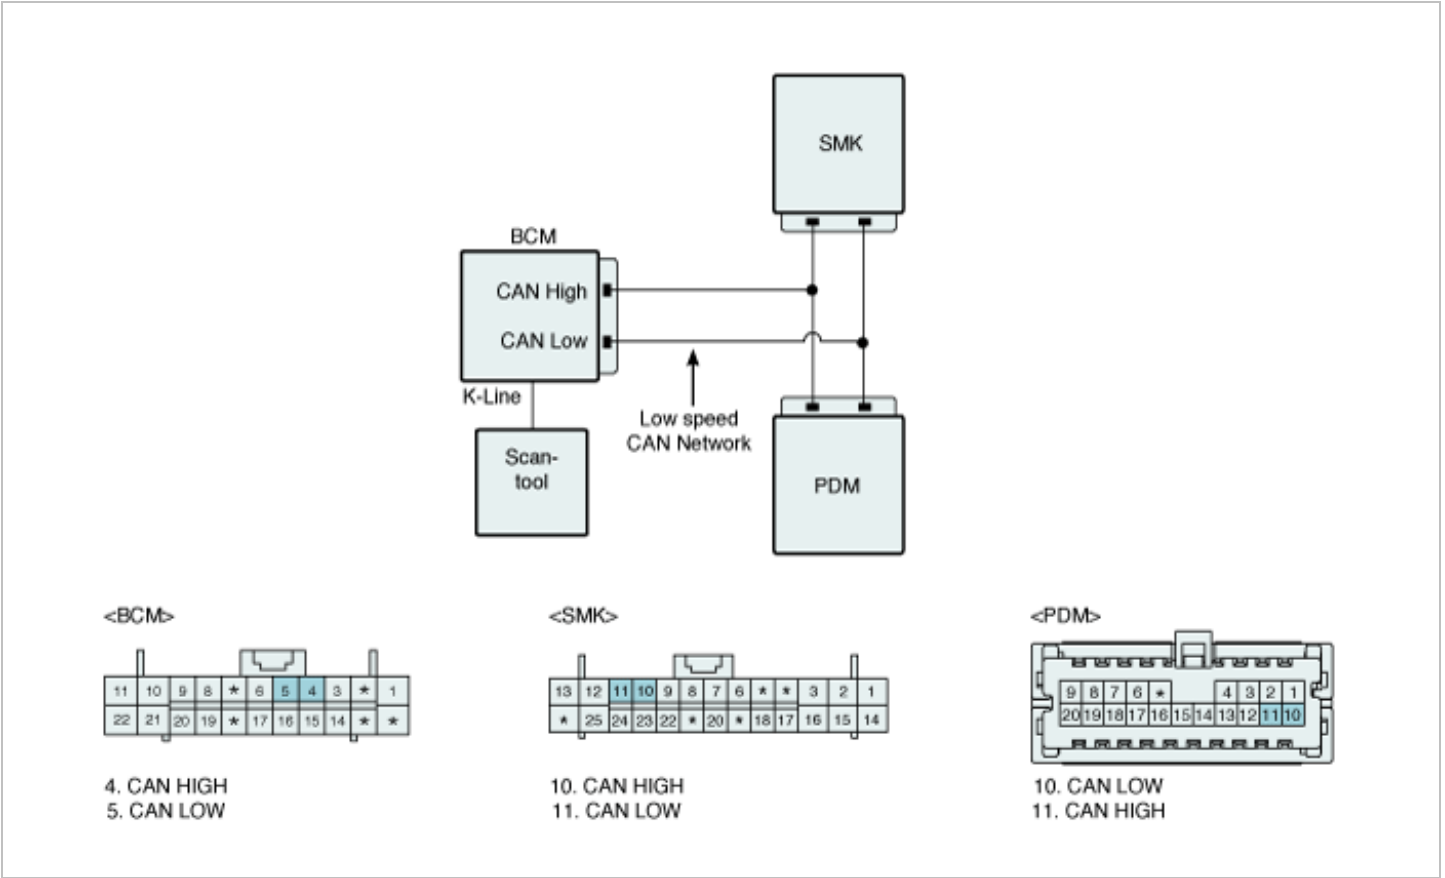 SMK
BCM
CAN High
CAN Low
K-Line
Low speed
CAN Network
Scan-
tool
PDM
<BCM>
11 10 9 8 * 6 5 4 3 * 1
22 21 20 19 * 17 16 15 14 * *
4. CAN HIGH
5. CAN LOW
<SMK>
13 12 11 10 9 8 7 6 * * 3 2 1
* 25 24 23 22 * 20 * 18 17 16 15 14
10. CAN HIGH
11. CAN LOW
<PDM>
9 8 7 6 * 4 3 2 1
20 19 18 17 16 15 14 13 12 11 10
10. CAN LOW
11. CAN HIGH